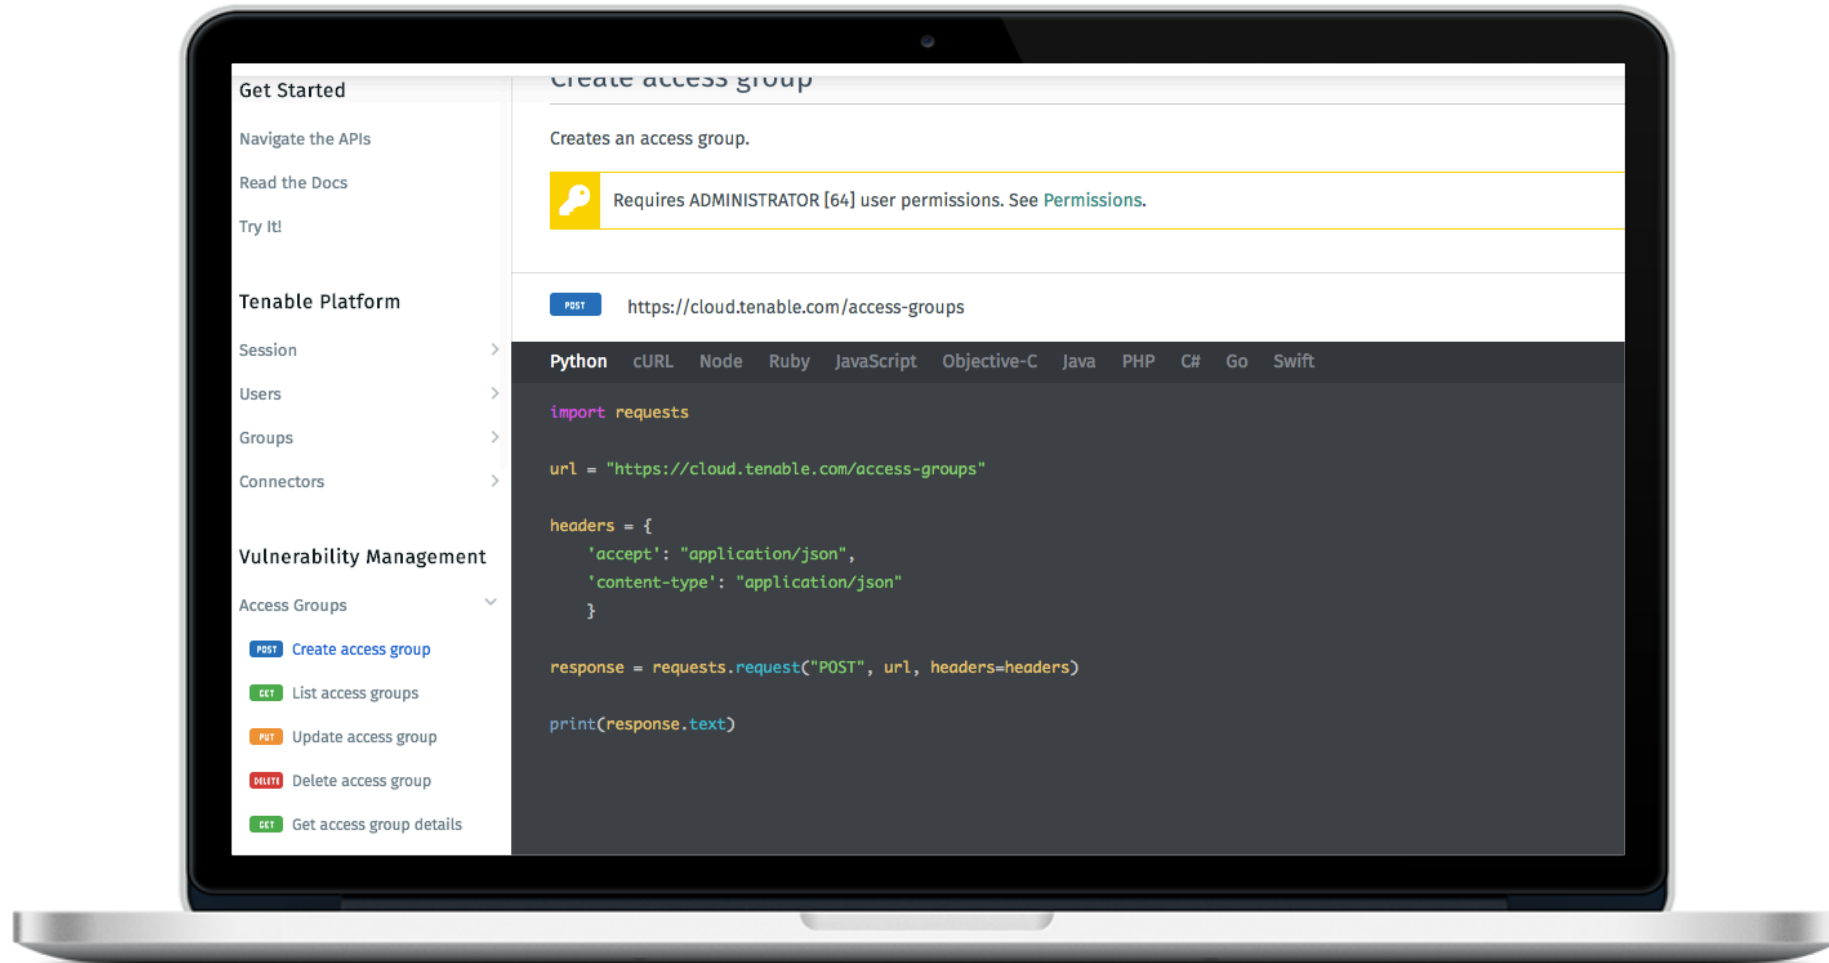 Get Started
Navigate the APIs
Read the Docs
Try It!
Tenable Platform
Session
Users
Groups
Connectors
Vulnerability Management
Access Groups
POST Create access group
GET List access groups
PUT Update access group
DELETE Delete access group
GET Get access group details
Create access group
Creates an access group.
Requires ADMINISTRATOR [64] user permissions. See Permissions.
POST https://cloud.tenable.com/access-groups
Python cURL Node Ruby JavaScript Objective-C Java PHP C# Go Swift
import requests
url = "https://cloud.tenable.com/access-groups"
headers = {
    'accept': "application/json",
    'content-type': "application/json"
    }
response = requests.request("POST", url, headers=headers)
print(response.text)